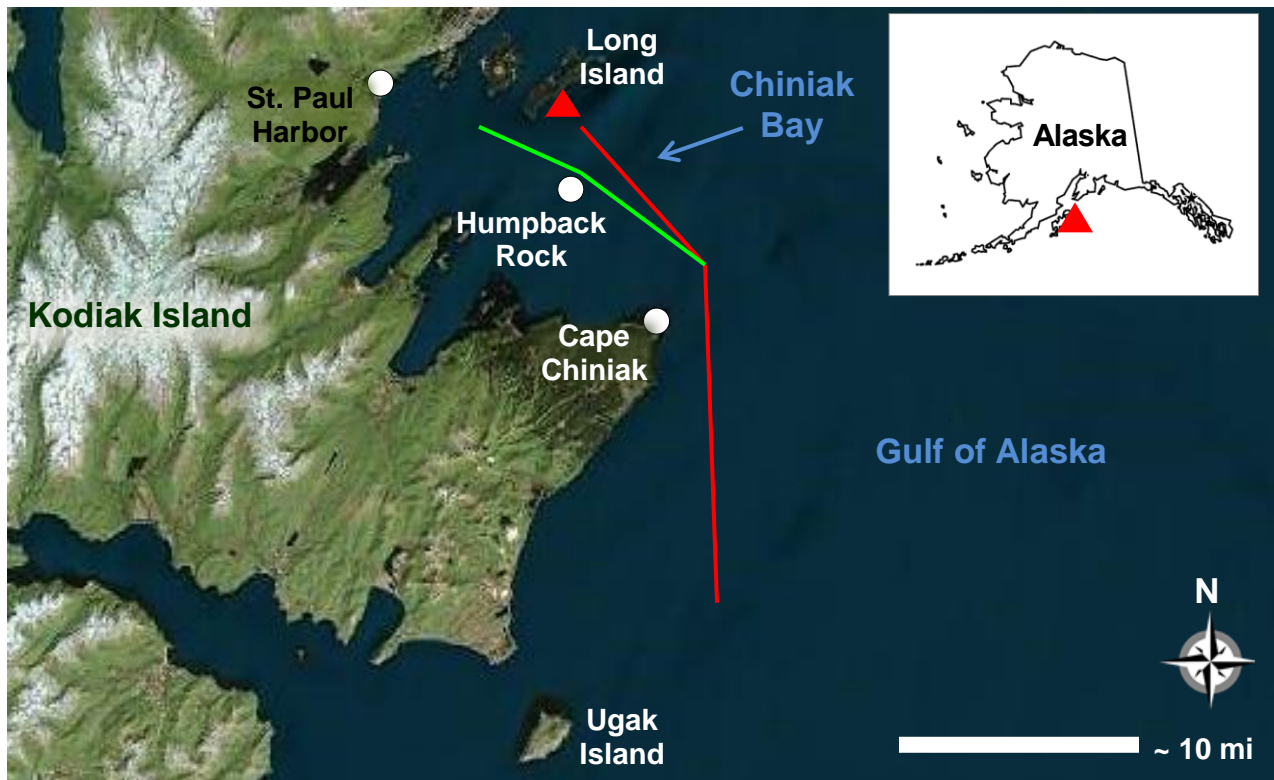 Long
Island
St. Paul
Harbor
Chiniak
Bay
Alaska
Humpback
Rock
Kodiak Island
Cape
Chiniak
Gulf of Alaska
N
Ugak
Island
~ 10 mi